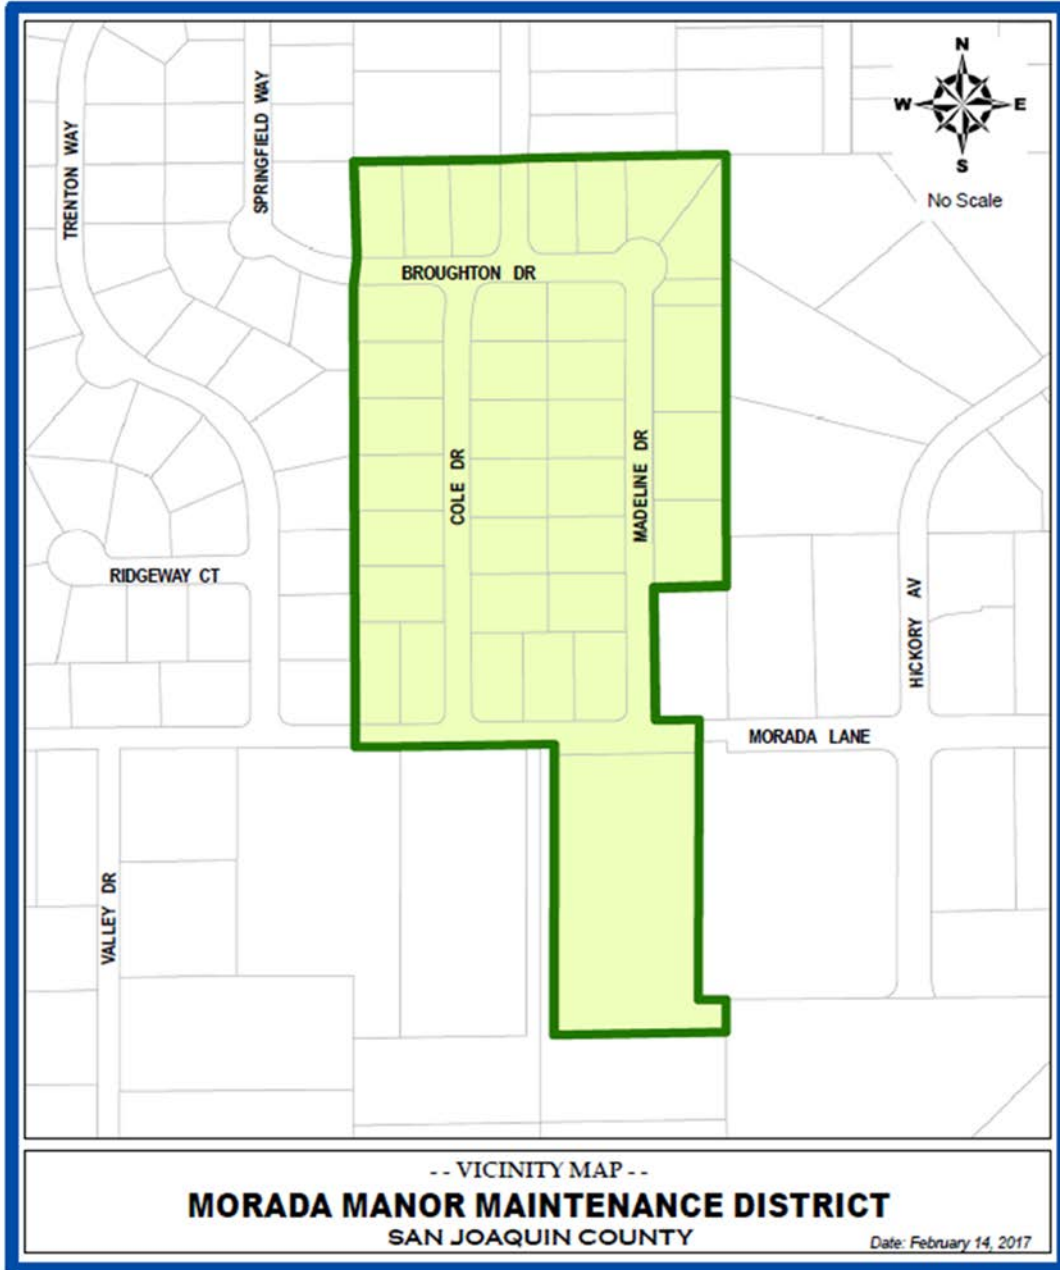 N
W E
S
No Scale
TRENTON WAY
SPRINGFIELD WAY
BROUGHTON DR
COLE DR
MADELINE DR
RIDGEWAY CT
HICKORY AV
MORADA LANE
VALLEY DR
- - VICINITY MAP - -
MORADA MANOR MAINTENANCE DISTRICT
SAN JOAQUIN COUNTY
Date: February 14, 2017